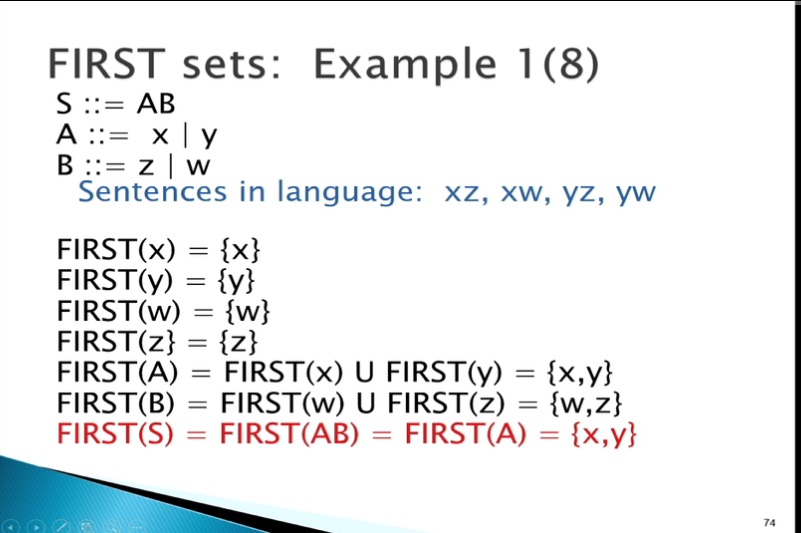 FIRST sets:  Example 1(8)
S ::= AB
A ::=  x | y
B ::= z | w
Sentences in language:  xz, xw, yz, yw
FIRST(x) = {x}
FIRST(y) = {y}
FIRST(w) = {w}
FIRST(z} = {z}
FIRST(A) = FIRST(x) U FIRST(y) = {x,y}
FIRST(B) = FIRST(w) U FIRST(z) = {w,z}
FIRST(S) = FIRST(AB) = FIRST(A) = {x,y}
74